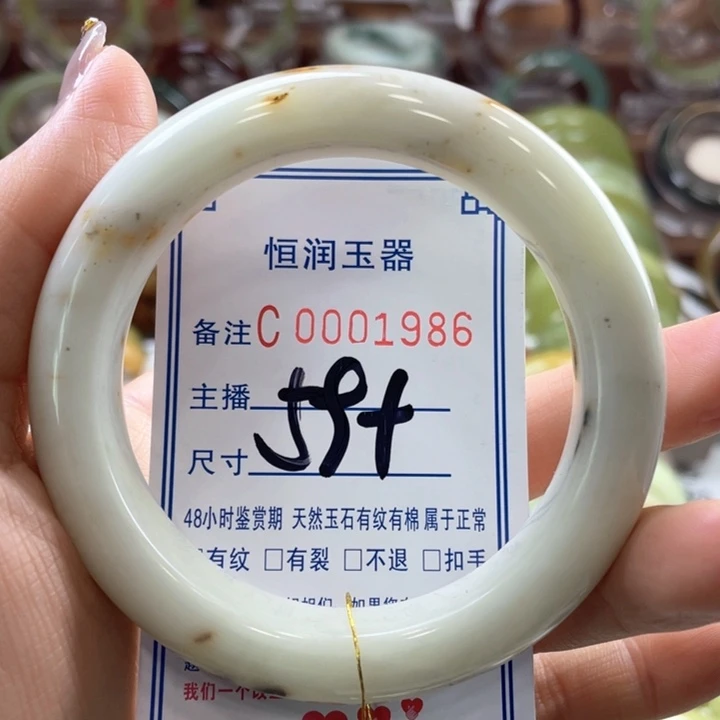 恒润玉器
备注C 0001986
主播
59+
尺寸
48小时鉴赏期 天然玉石有纹有棉属于正常
有纹 □有裂 □不退 □扣手
我们一个